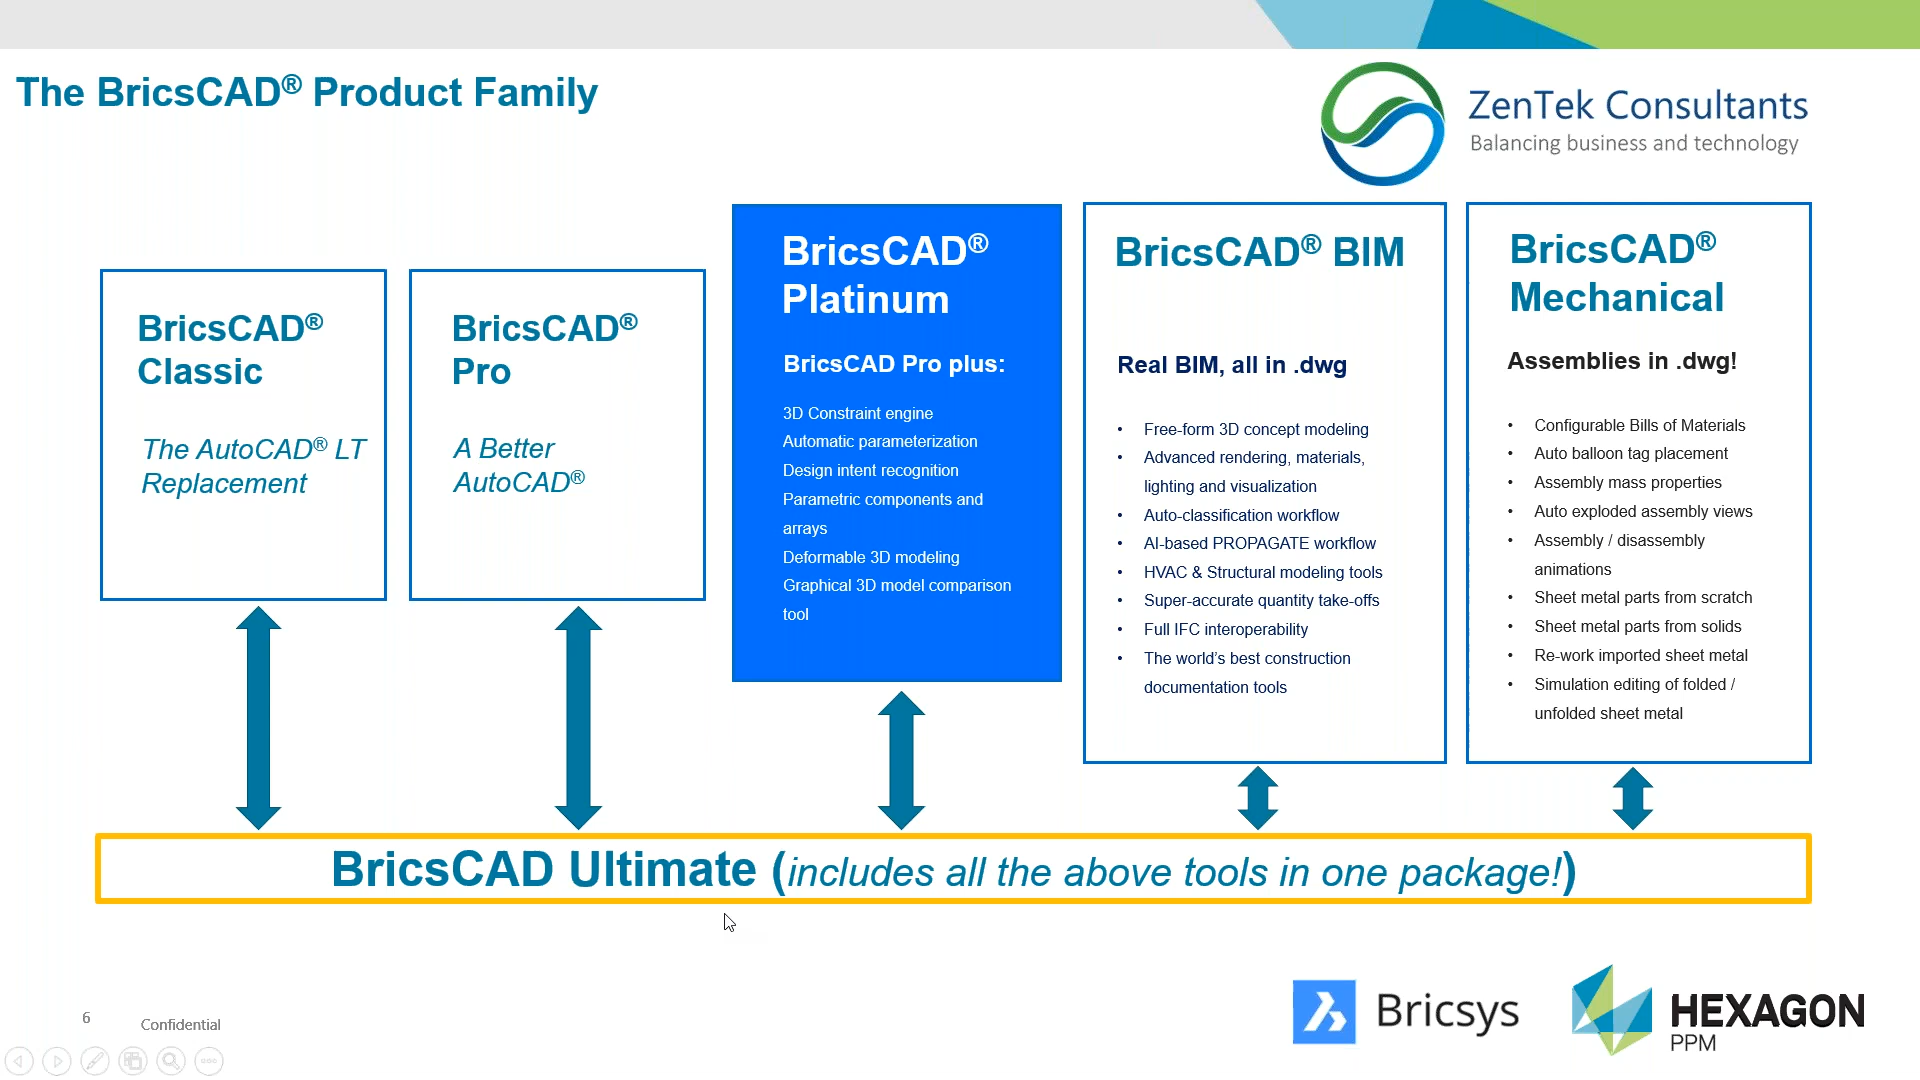 The BricsCAD® Product Family
ZenTek Consultants
Balancing business and technology
BricsCAD®
Classic
The AutoCAD® LT
Replacement
BricsCAD®
Pro
A Better
AutoCAD®
BricsCAD®
Platinum
BricsCAD Pro plus:
3D Constraint engine
Automatic parameterization
Design intent recognition
Parametric components and
arrays
Deformable 3D modeling
Graphical 3D model comparison
tool
BricsCAD® BIM
Real BIM, all in .dwg
• Free-form 3D concept modeling
• Advanced rendering, materials,
lighting and visualization
• Auto-classification workflow
• AI-based PROPAGATE workflow
• HVAC & Structural modeling tools
• Super-accurate quantity take-offs
• Full IFC interoperability
• The world's best construction
documentation tools
BricsCAD®
Mechanical
Assemblies in .dwg!
• Configurable Bills of Materials
• Auto balloon tag placement
• Assembly mass properties
• Auto exploded assembly views
• Assembly / disassembly
animations
• Sheet metal parts from scratch
• Sheet metal parts from solids
• Re-work imported sheet metal
• Simulation editing of folded /
unfolded sheet metal
BricsCAD Ultimate (includes all the above tools in one package!)
6
Confidential
Bricsys
HEXAGON
PPM